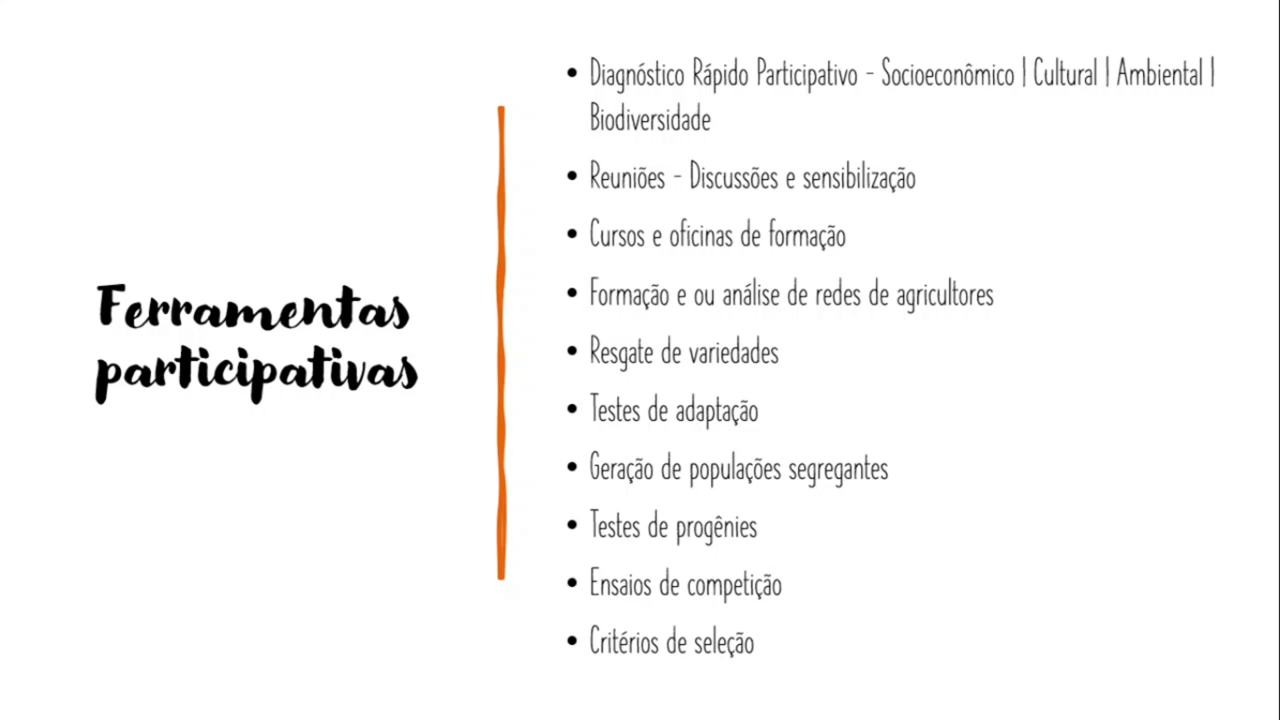 Ferramentas
participativas
• Diagnóstico Rápido Participativo - Socioeconômico | Cultural | Ambiental |
Biodiversidade
• Reuniões - Discussões e sensibilização
• Cursos e oficinas de formação
• Formação e ou análise de redes de agricultores
• Resgate de variedades
• Testes de adaptação
• Geração de populações segregantes
• Testes de progênies
• Ensaios de competição
• Critérios de seleção